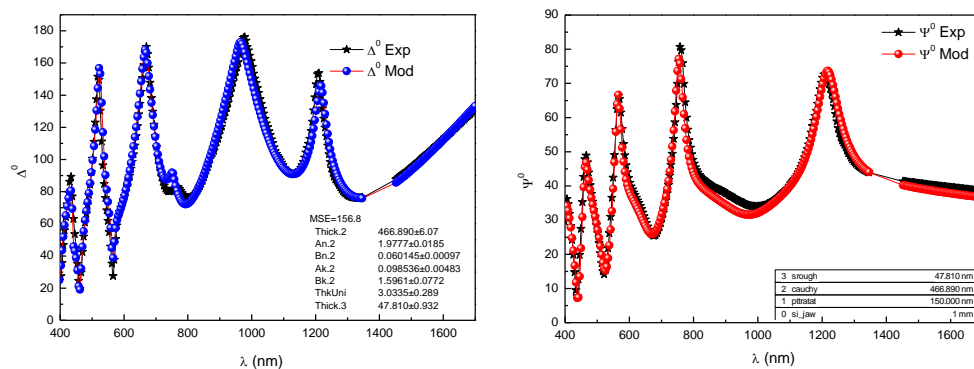 180
160
140
120
100
80
60
40
20
0
Δ⁰
Δ⁰ Exp
Δ⁰ Mod
MSE=156.8
Thick.2 466.890±6.07
An.2 1.9777±0.0185
Bn.2 0.060145±0.00097
Ak.2 0.098536±0.00483
Bk.2 1.5961±0.0772
ThkUni 3.0335±0.289
Thick.3 47.810±0.932
400 600 800 1000 1200 1400 1600
λ (nm)
90
80
70
60
50
40
30
20
10
0
Ψ⁰
Ψ⁰ Exp
Ψ⁰ Mod
3 srough 47.810 nm
2 cauchy 466.890 nm
1 pttratat 150.000 nm
0 si_jaw 1 mm
400 600 800 1000 1200 1400 1600
λ (nm)